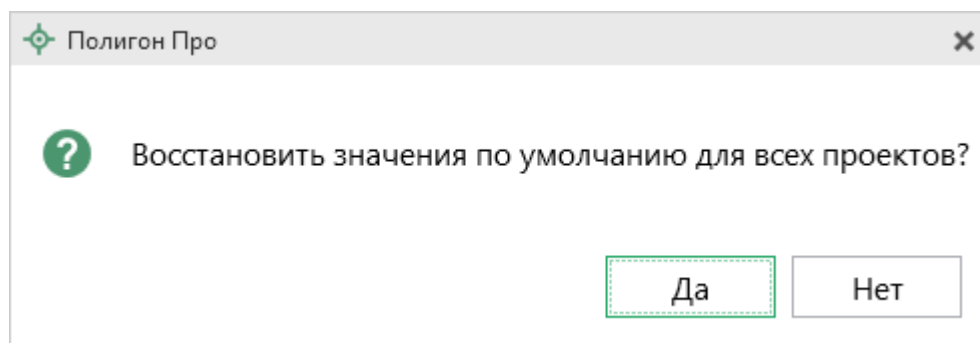 Полигон Про
Восстановить значения по умолчанию для всех проектов?
Да
Нет